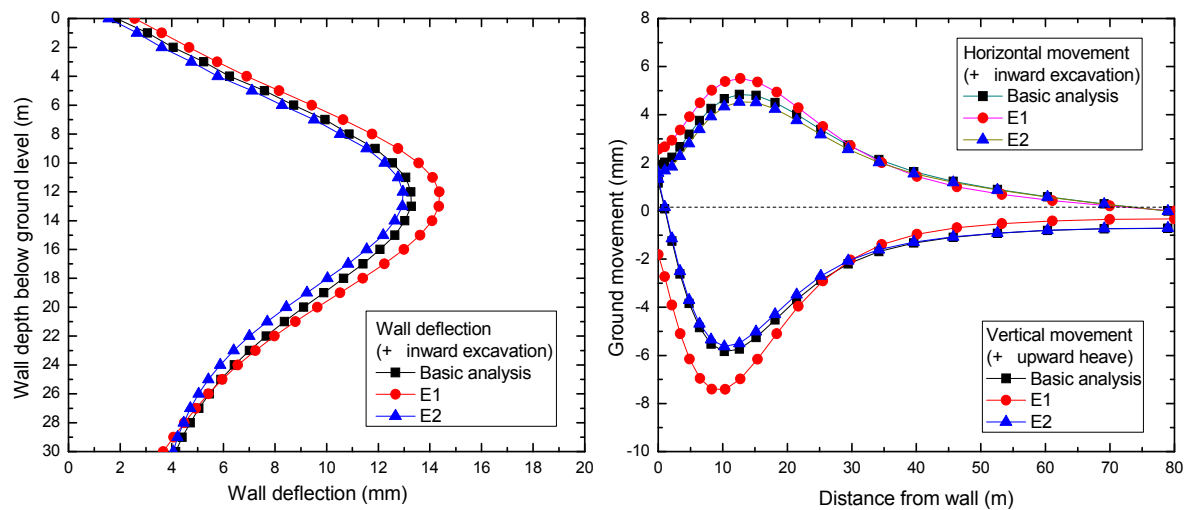 0
2
4
6
8
10
12
14
16
18
20
22
24
26
28
30
0 2 4 6 8 10 12 14 16 18 20
Wall depth below ground level (m)
Wall deflection (mm)
Wall deflection
(+ inward excavation)
Basic analysis
E1
E2
8
6
4
2
0
-2
-4
-6
-8
-10
0 10 20 30 40 50 60 70 80
Ground movement (mm)
Distance from wall (m)
Horizontal movement
(+ inward excavation)
Basic analysis
E1
E2
Vertical movement
(+ upward heave)
Basic analysis
E1
E2